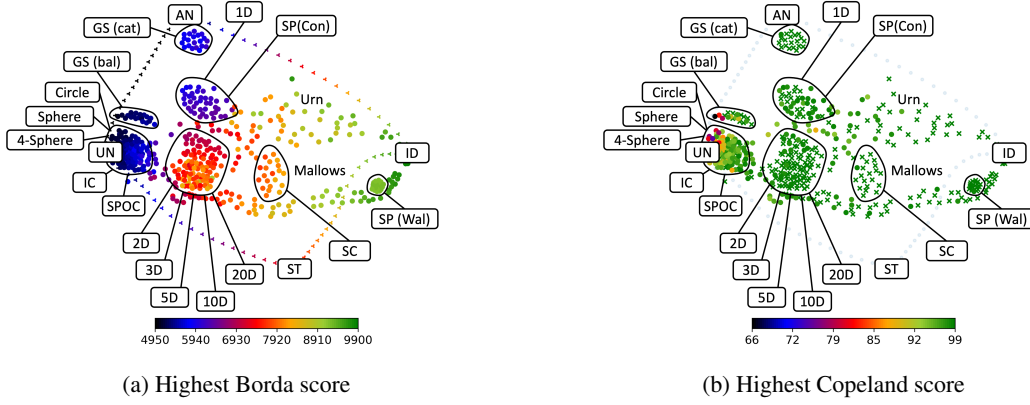 AN
1D
GS (cat)
SP(Con)
GS (bal)
Circle
Urn
Sphere
4-Sphere
UN
ID
IC
Mallows
SPOC
SP (Wal)
2D
SC
3D
20D
ST
5D
10D
4950 5940 6930 7920 8910 9900
(a) Highest Borda score
AN
1D
GS (cat)
SP(Con)
GS (bal)
Circle
Urn
Sphere
4-Sphere
UN
ID
IC
Mallows
SPOC
SP (Wal)
2D
SC
3D
20D
ST
5D
10D
66 72 79 85 92 99
(b) Highest Copeland score